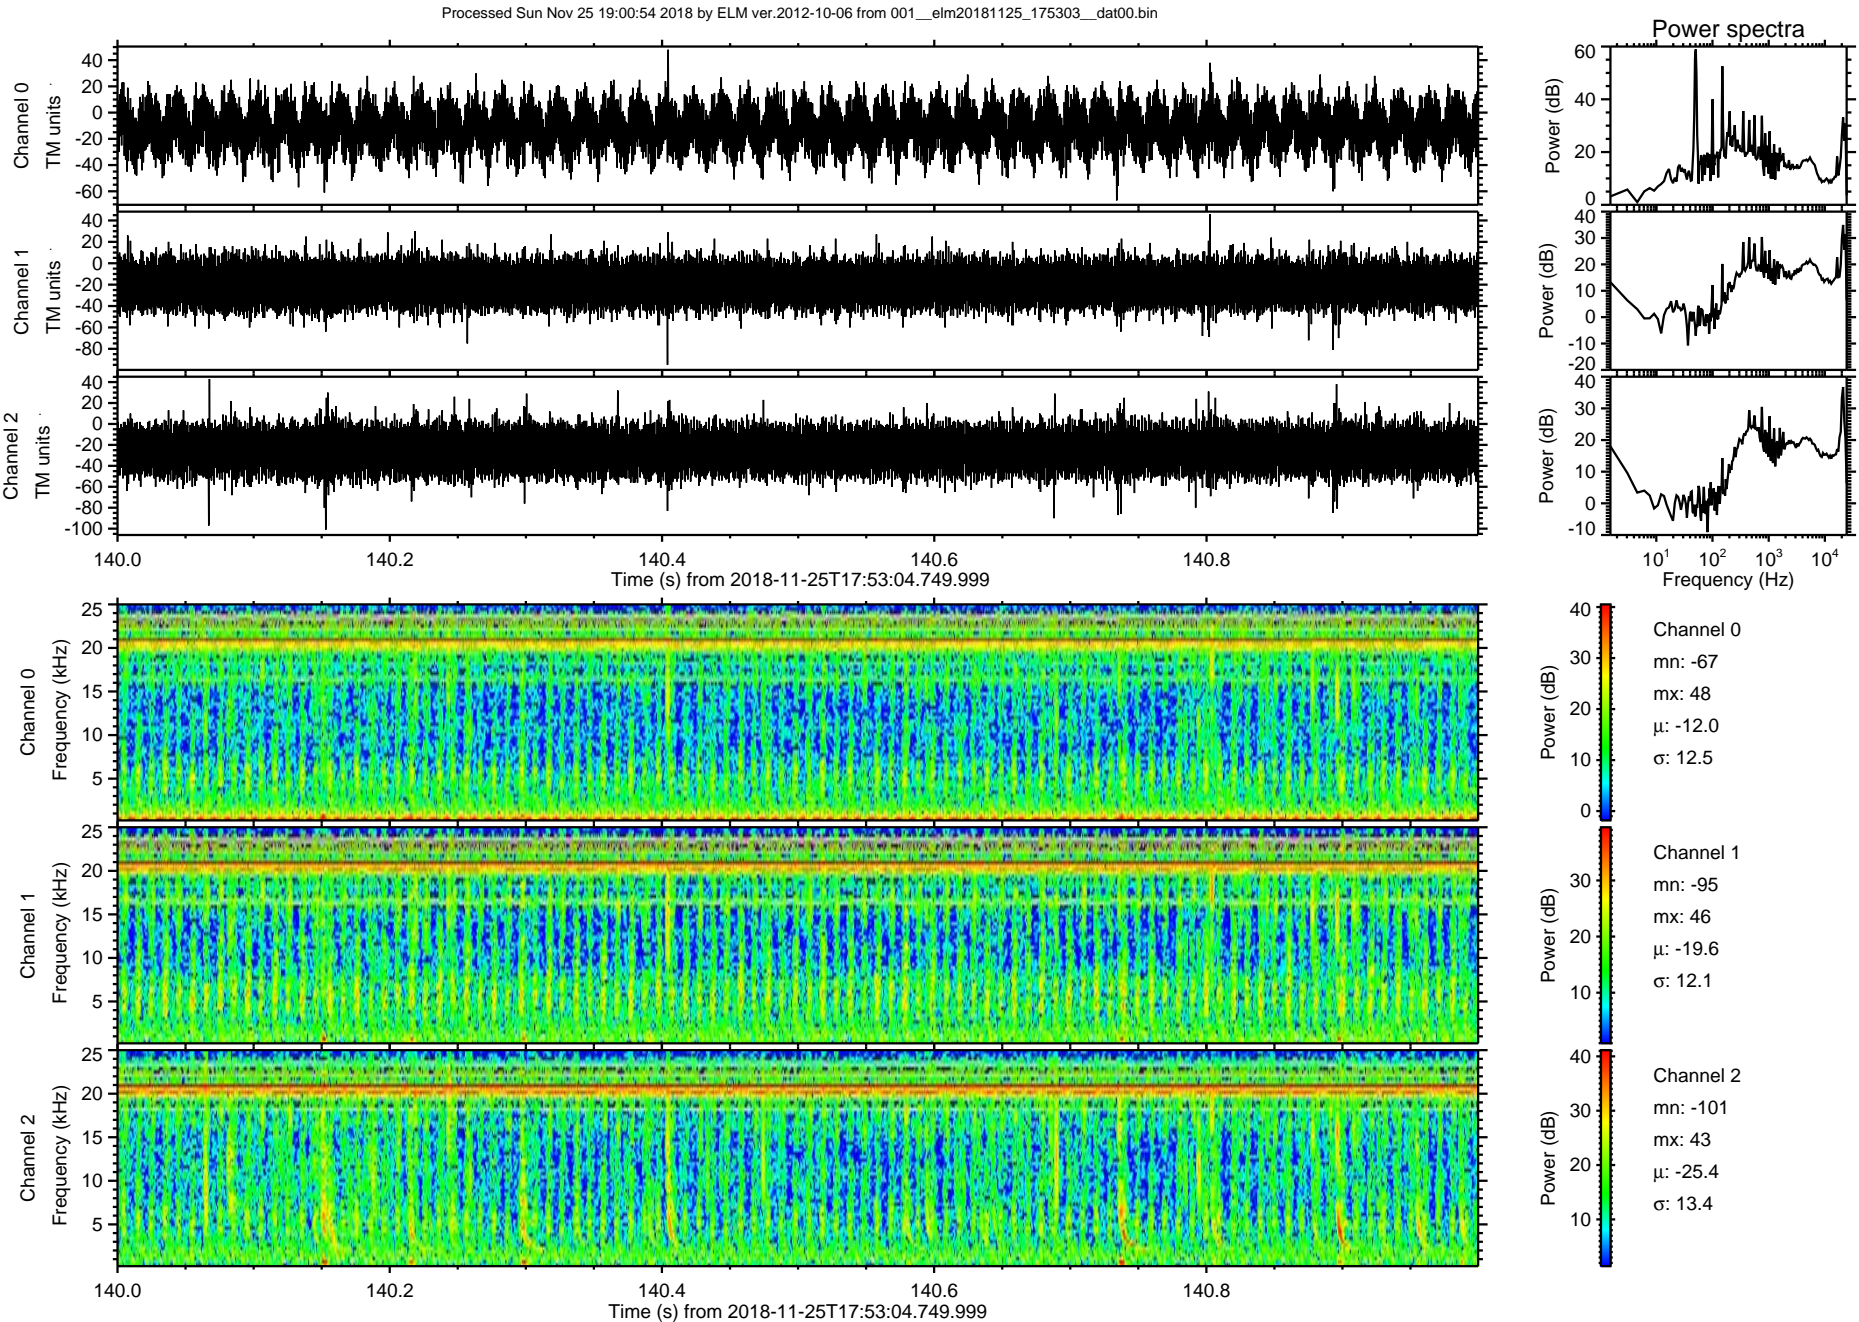 Processed Sun Nov 25 19:00:54 2018 by ELM ver.2012-10-06 from 001__elm20181125_175303__dat00.bin
Power spectra
Channel 0
TM units
40
20
0
-20
-40
-60
Power (dB)
60
40
20
0
Channel 1
TM units
40
20
0
-20
-40
-60
-80
Power (dB)
40
30
20
10
0
-10
-20
Channel 2
TM units
40
20
0
-20
-40
-60
-80
-100
Power (dB)
40
30
20
10
0
-10
140.0 140.2 140.4 140.6 140.8
Time (s) from 2018-11-25T17:53:04.749.999
10¹ 10² 10³ 10⁴
Frequency (Hz)
Channel 0
Frequency (kHz)
25
20
15
10
5
Power (dB)
40
30
20
10
0
Channel 0
mn: -67
mx: 48
μ: -12.0
σ: 12.5
Channel 1
Frequency (kHz)
25
20
15
10
5
Power (dB)
30
20
10
Channel 1
mn: -95
mx: 46
μ: -19.6
σ: 12.1
Channel 2
Frequency (kHz)
25
20
15
10
5
Power (dB)
40
30
20
10
Channel 2
mn: -101
mx: 43
μ: -25.4
σ: 13.4
140.0 140.2 140.4 140.6 140.8
Time (s) from 2018-11-25T17:53:04.749.999